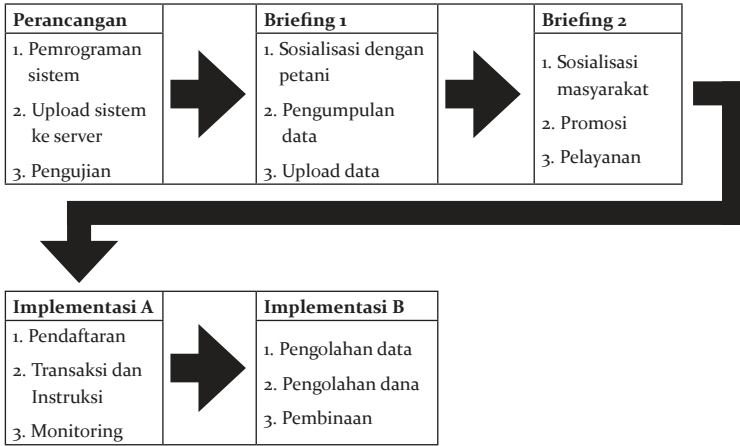 Perancangan
1. Pemrograman
sistem
2. Upload sistem
ke server
3. Pengujian
Briefing 1
1. Sosialisasi dengan
petani
2. Pengumpulan
data
3. Upload data
Briefing 2
1. Sosialisasi
masyarakat
2. Promosi
3. Pelayanan
Implementasi A
1. Pendaftaran
2. Transaksi dan
Instruksi
3. Monitoring
Implementasi B
1. Pengolahan data
2. Pengolahan dana
3. Pembinaan